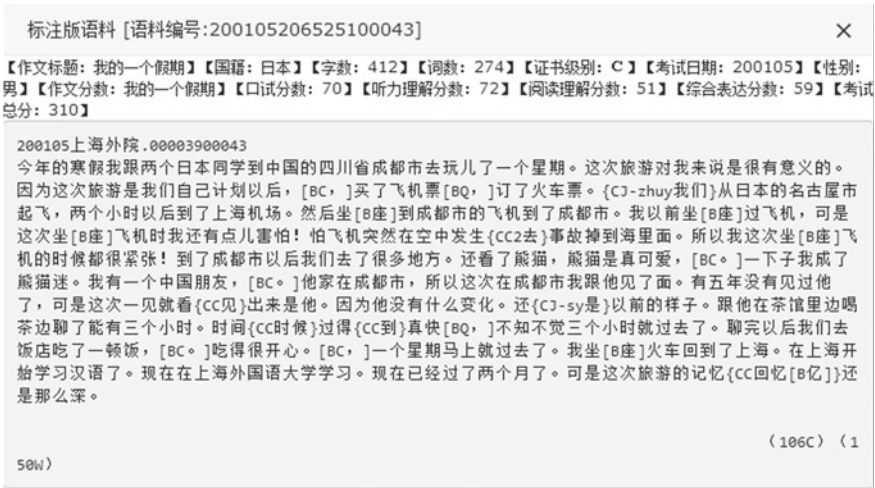 标注版语料 [语料编号:200105206525100043]
×
【作文标题: 我的一个假期】【国籍: 日本】【字数: 412】【词数: 274】【证书级别: C】【考试日期: 200105】【性别:
男】【作文分数: 我的一个假期】【口试分数: 70】【听力理解分数: 72】【阅读理解分数: 51】【综合表达分数: 59】【考试
总分: 310】
200105上海外院.00003900043
今年的寒假我跟两个日本同学到中国的四川省成都市去玩儿了一个星期。这次旅游对我来说是很有意义的。
因为这次旅游是我们自己计划以后，[BC，]买了飞机票[BQ，]订了火车票。{CJ-zhuy我们}从日本的名古屋市
起飞，两个小时以后到了上海机场。然后坐[B座]到成都市的飞机到了成都市。我以前坐[B座]过飞机，可是
这次坐[B座]飞机时我还有点儿害怕！怕飞机突然在空中发生{CC2去}事故掉到海里面。所以我这次坐[B座]飞
机的时候都很紧张！到了成都市以后我们去了很多地方。还看了熊猫，熊猫是真可爱，[BC。]一下子我成了
熊猫迷。我有一个中国朋友，[BC。]他家在成都市，所以这次在成都市我跟他见了面。有五年没有见过他
了，可是这次一见就看{CC见}出来是他。因为他没有什么变化。还{CJ-sy是}以前的样子。跟他在茶馆里边喝
茶边聊了能有三个小时。时间{CC时候}过得{CC到}真快[BQ，]不知不觉三个小时就过去了。聊完以后我们去
饭店吃了一顿饭，[BC。]吃得很开心。[BC，]一个星期马上就过去了。我坐[B座]火车回到了上海。在上海开
始学习汉语了。现在在上海外国语大学学习。现在已经过了两个月了。可是这次旅游的记忆{CC回忆[B亿]}还
是那么深。
(106C) (1
50W)